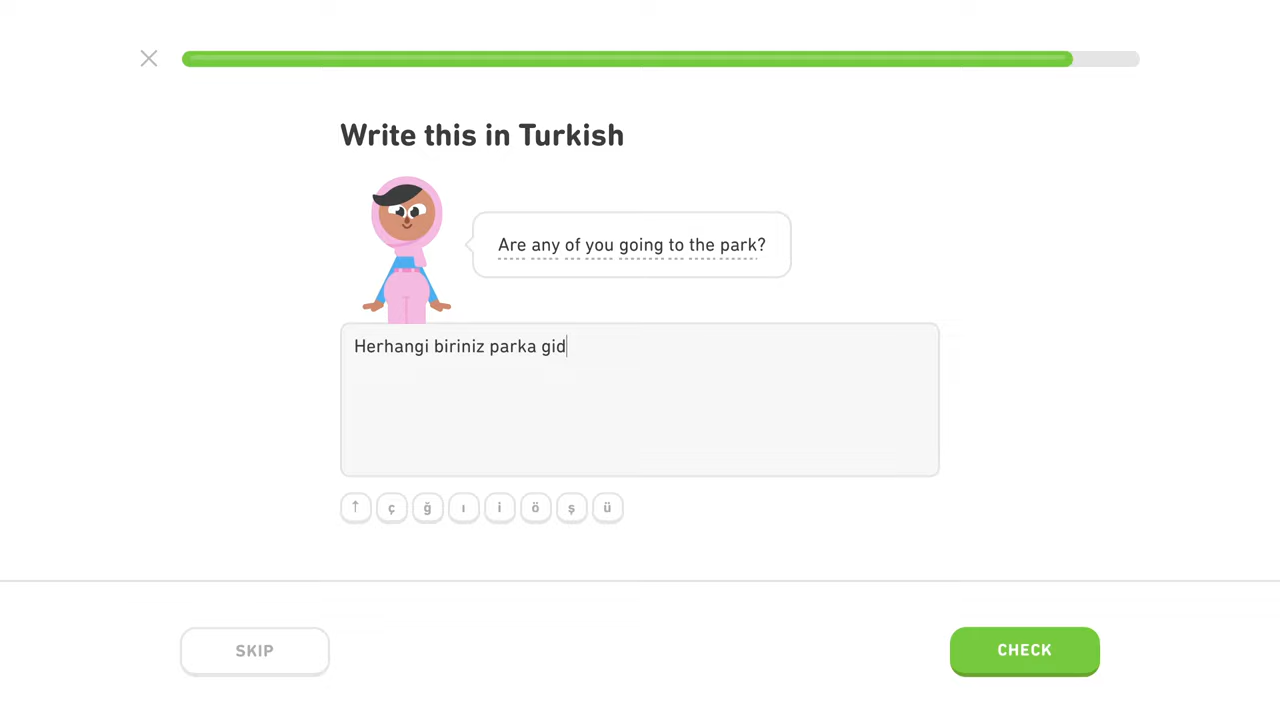 Write this in Turkish
Are any of you going to the park?
Herhangi biriniz parka gid
↑ ç ğ ı i ö ş ü
SKIP
CHECK